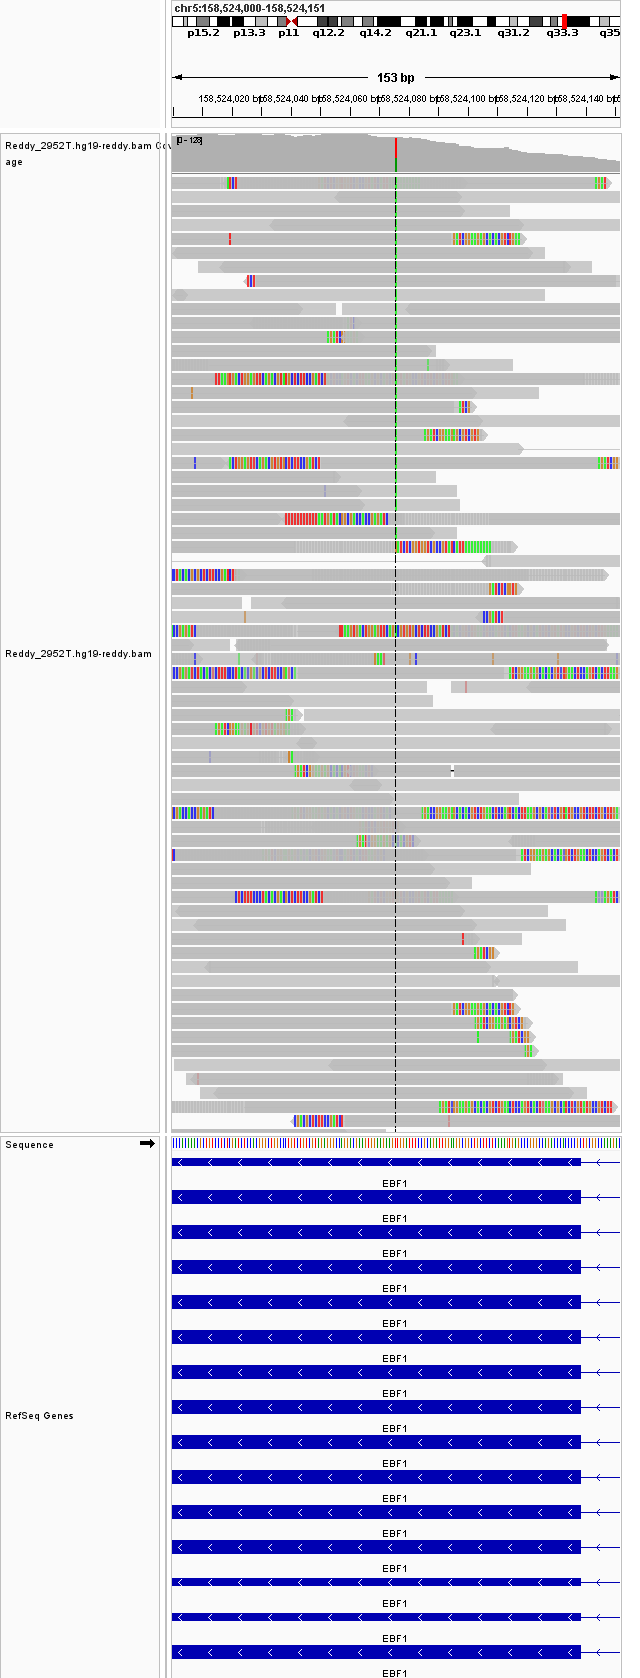 chr5:158,524,000-158,524,151
p15.2 p13.3 p11 q12.2 q14.2 q21.1 q23.1 q31.2 q33.3 q35
153 bp
158,524,020 bp 158,524,040 bp 158,524,060 bp 158,524,080 bp 158,524,100 bp 158,524,120 bp 158,524,140 bp
Reddy_2952T.hg19-reddy.bam Cov
age
[0 - 128]
Reddy_2952T.hg19-reddy.bam
Sequence
EBF1
EBF1
EBF1
EBF1
EBF1
EBF1
EBF1
RefSeq Genes
EBF1
EBF1
EBF1
EBF1
EBF1
EBF1
EBF1
EBF1